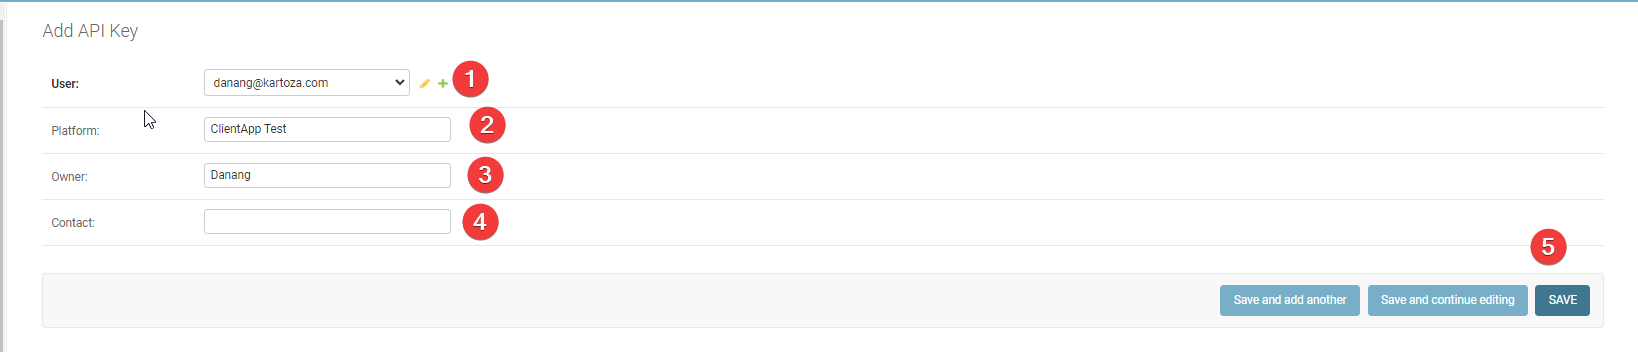 Add API Key
User: danang@kartoza.com 1
Platform: ClientApp Test 2
Owner: Danang 3
Contact: 4
5
Save and add another Save and continue editing SAVE